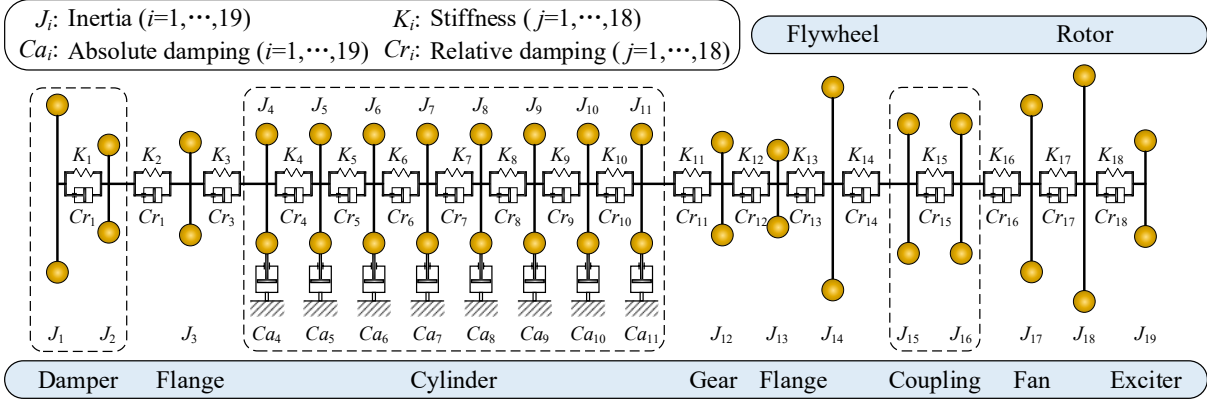 J₁: Inertia (i=1,⋯,19) K₁: Stiffness ( j=1,⋯,18)
Ca₁: Absolute damping (i=1,⋯,19) Cr₁: Relative damping ( j=1,⋯,18)
Flywheel Rotor
J₄ J₅ J₆ J₇ J₈ J₉ J₁₀ J₁₁
K₁ K₂ K₃ K₄ K₅ K₆ K₇ K₈ K₉ K₁₀ K₁₁ K₁₂ K₁₃ K₁₄ K₁₅ K₁₆ K₁₇ K₁₈
Cr₁ Cr₁ Cr₃ Cr₄ Cr₅ Cr₆ Cr₇ Cr₈ Cr₉ Cr₁₀ Cr₁₁ Cr₁₂ Cr₁₃ Cr₁₄ Cr₁₅ Cr₁₆ Cr₁₇ Cr₁₈
J₁ J₂ J₃ Ca₄ Ca₅ Ca₆ Ca₇ Ca₈ Ca₉ Ca₁₀ Ca₁₁ J₁₂ J₁₃ J₁₄ J₁₅ J₁₆ J₁₇ J₁₈ J₁₉
Damper Flange Cylinder Gear Flange Coupling Fan Exciter